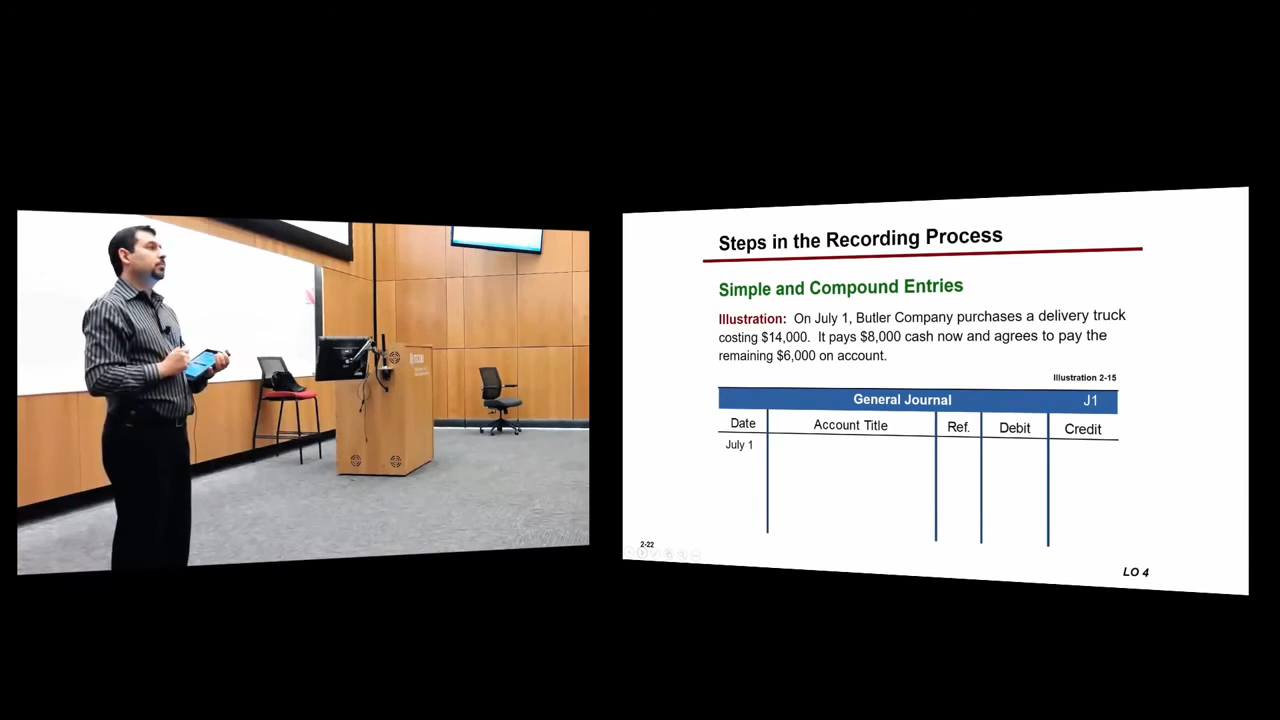 Steps in the Recording Process
Simple and Compound Entries
Illustration: On July 1, Butler Company purchases a delivery truck
costing $14,000. It pays $8,000 cash now and agrees to pay the
remaining $6,000 on account.
Illustration 2-15
General Journal J1
Date Account Title Ref. Debit Credit
July 1
2-22
LO 4